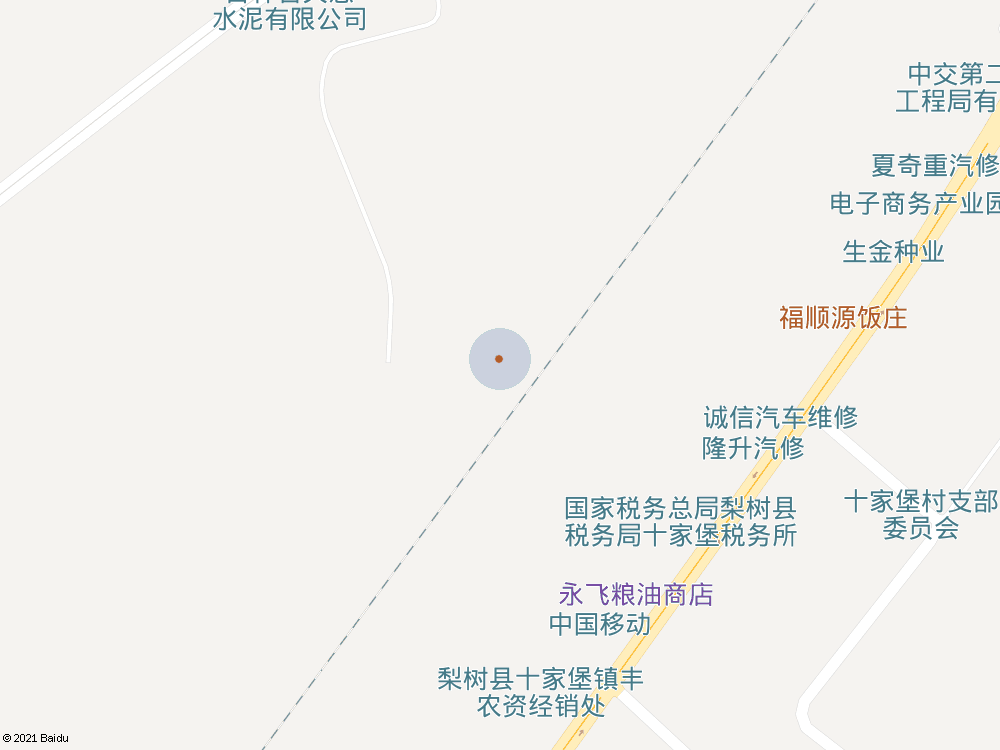 水泥有限公司
中交第二
工程局有
夏奇重汽修
电子商务产业园
生金种业
福顺源饭庄
诚信汽车维修
隆升汽修
国家税务总局梨树县
税务局十家堡税务所
十家堡村支部
委员会
永飞粮油商店
中国移动
梨树县十家堡镇丰
农资经销处
© 2021 Baidu